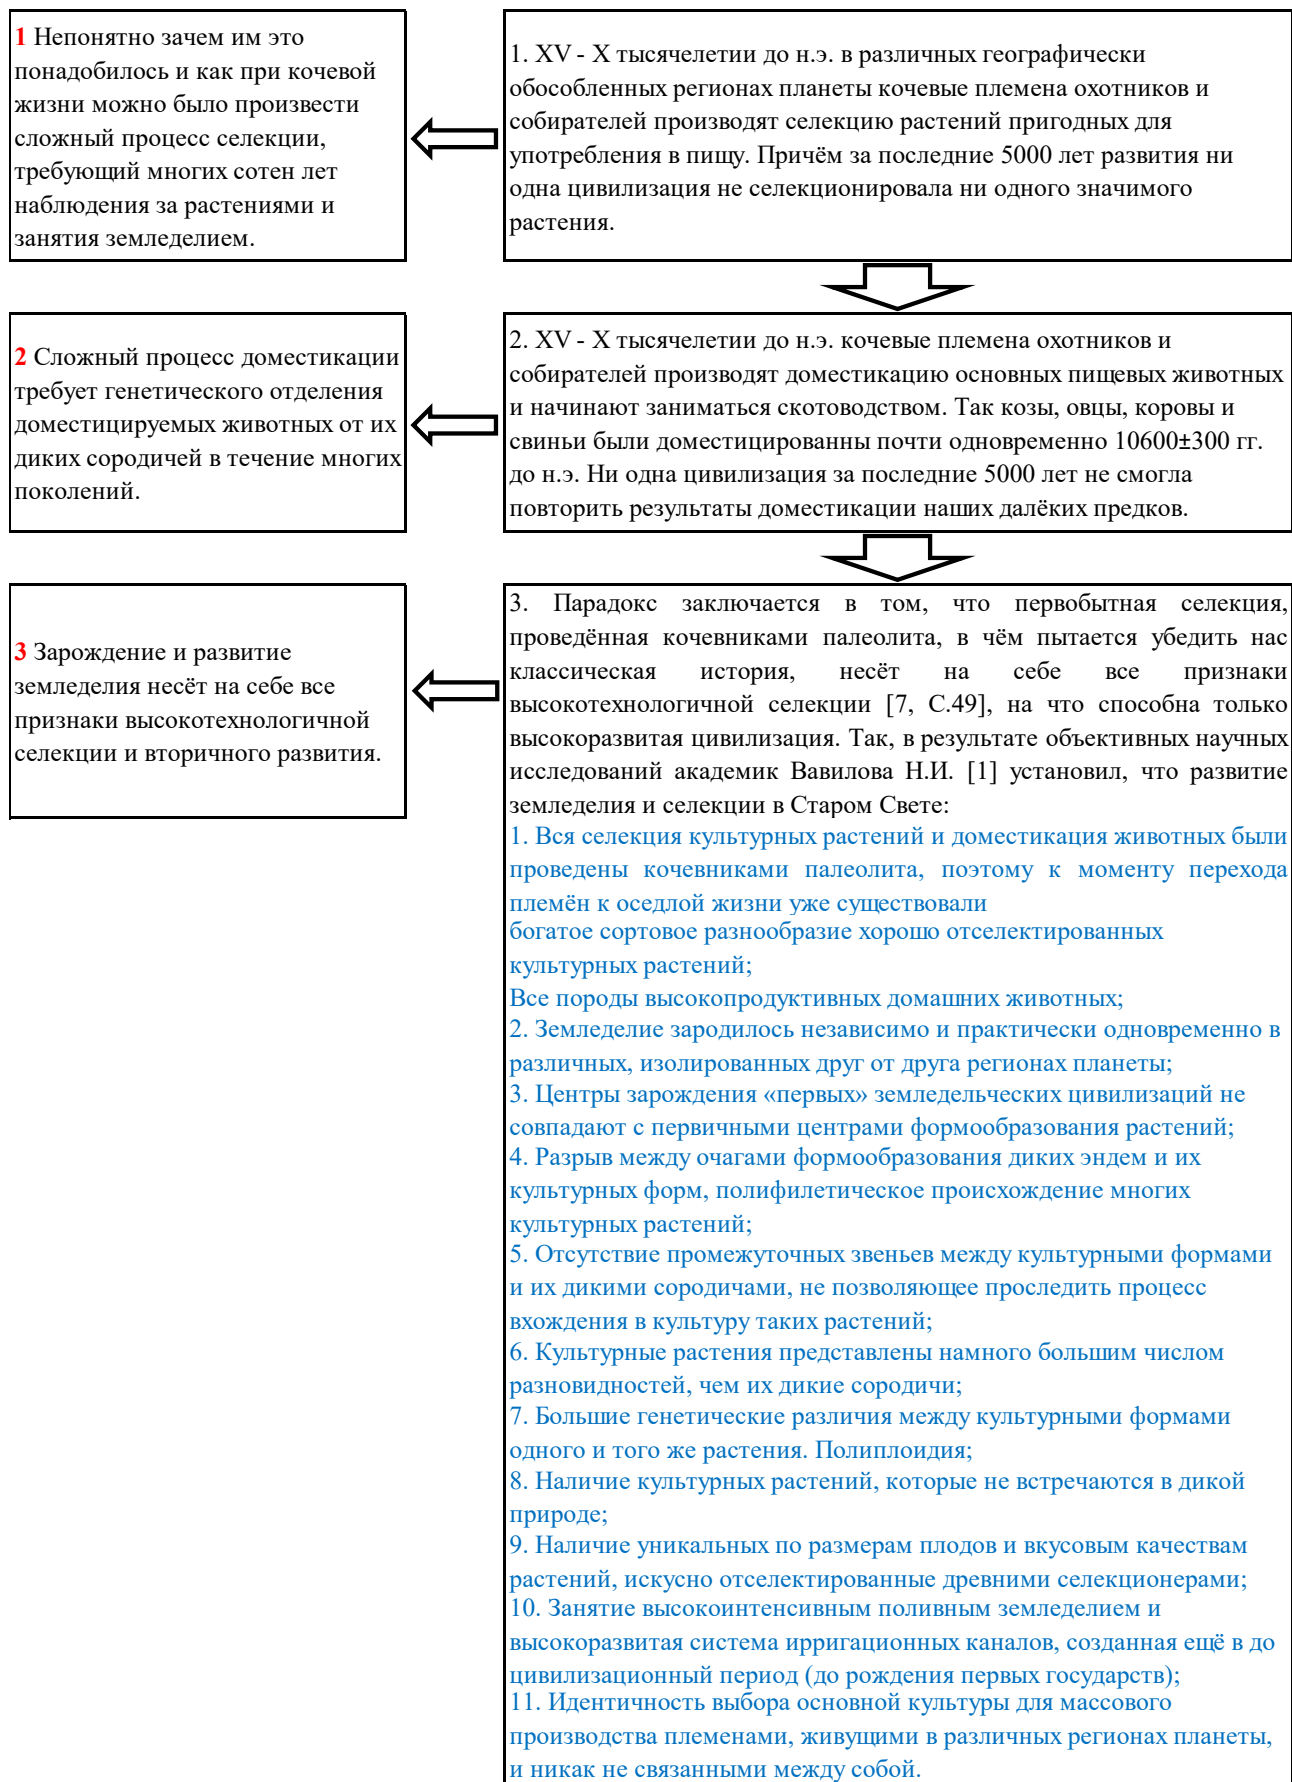 1 Непонятно зачем им это
понадобилось и как при кочевой
жизни можно было произвести
сложный процесс селекции,
требующий многих сотен лет
наблюдения за растениями и
занятия земледелием.
1. XV - X тысячелетии до н.э. в различных географически
обособленных регионах планеты кочевые племена охотников и
собирателей производят селекцию растений пригодных для
употребления в пищу. Причём за последние 5000 лет развития ни
одна цивилизация не селекционировала ни одного значимого
растения.
2 Сложный процесс доместикации
требует генетического отделения
доместицируемых животных от их
диких сородичей в течение многих
поколений.
2. XV - X тысячелетии до н.э. кочевые племена охотников и
собирателей производят доместикацию основных пищевых животных
и начинают заниматься скотоводством. Так козы, овцы, коровы и
свиньи были доместицированны почти одновременно 10600±300 гг.
до н.э. Ни одна цивилизация за последние 5000 лет не смогла
повторить результаты доместикации наших далёких предков.
3 Зарождение и развитие
земледелия несёт на себе все
признаки высокотехнологичной
селекции и вторичного развития.
3. Парадокс заключается в том, что первобытная селекция,
проведённая кочевниками палеолита, в чём пытается убедить нас
классическая история, несёт на себе все признаки
высокотехнологичной селекции [7, С.49], на что способна только
высокоразвитая цивилизация. Так, в результате объективных научных
исследований академик Вавилова Н.И. [1] установил, что развитие
земледелия и селекции в Старом Свете:
1. Вся селекция культурных растений и доместикация животных были
проведены кочевниками палеолита, поэтому к моменту перехода
племён к оседлой жизни уже существовали
богатое сортовое разнообразие хорошо отселектированных
культурных растений;
Все породы высокопродуктивных домашних животных;
2. Земледелие зародилось независимо и практически одновременно в
различных, изолированных друг от друга регионах планеты;
3. Центры зарождения «первых» земледельческих цивилизаций не
совпадают с первичными центрами формообразования растений;
4. Разрыв между очагами формообразования диких эндем и их
культурных форм, полифилетическое происхождение многих
культурных растений;
5. Отсутствие промежуточных звеньев между культурными формами
и их дикими сородичами, не позволяющее проследить процесс
вхождения в культуру таких растений;
6. Культурные растения представлены намного большим числом
разновидностей, чем их дикие сородичи;
7. Большие генетические различия между культурными формами
одного и того же растения. Полиплоидия;
8. Наличие культурных растений, которые не встречаются в дикой
природе;
9. Наличие уникальных по размерам плодов и вкусовым качествам
растений, искусно отселектированные древними селекционерами;
10. Занятие высокоинтенсивным поливным земледелием и
высокоразвитая система ирригационных каналов, созданная ещё в до
цивилизационный период (до рождения первых государств);
11. Идентичность выбора основной культуры для массового
производства племенами, живущими в различных регионах планеты,
и никак не связанными между собой.